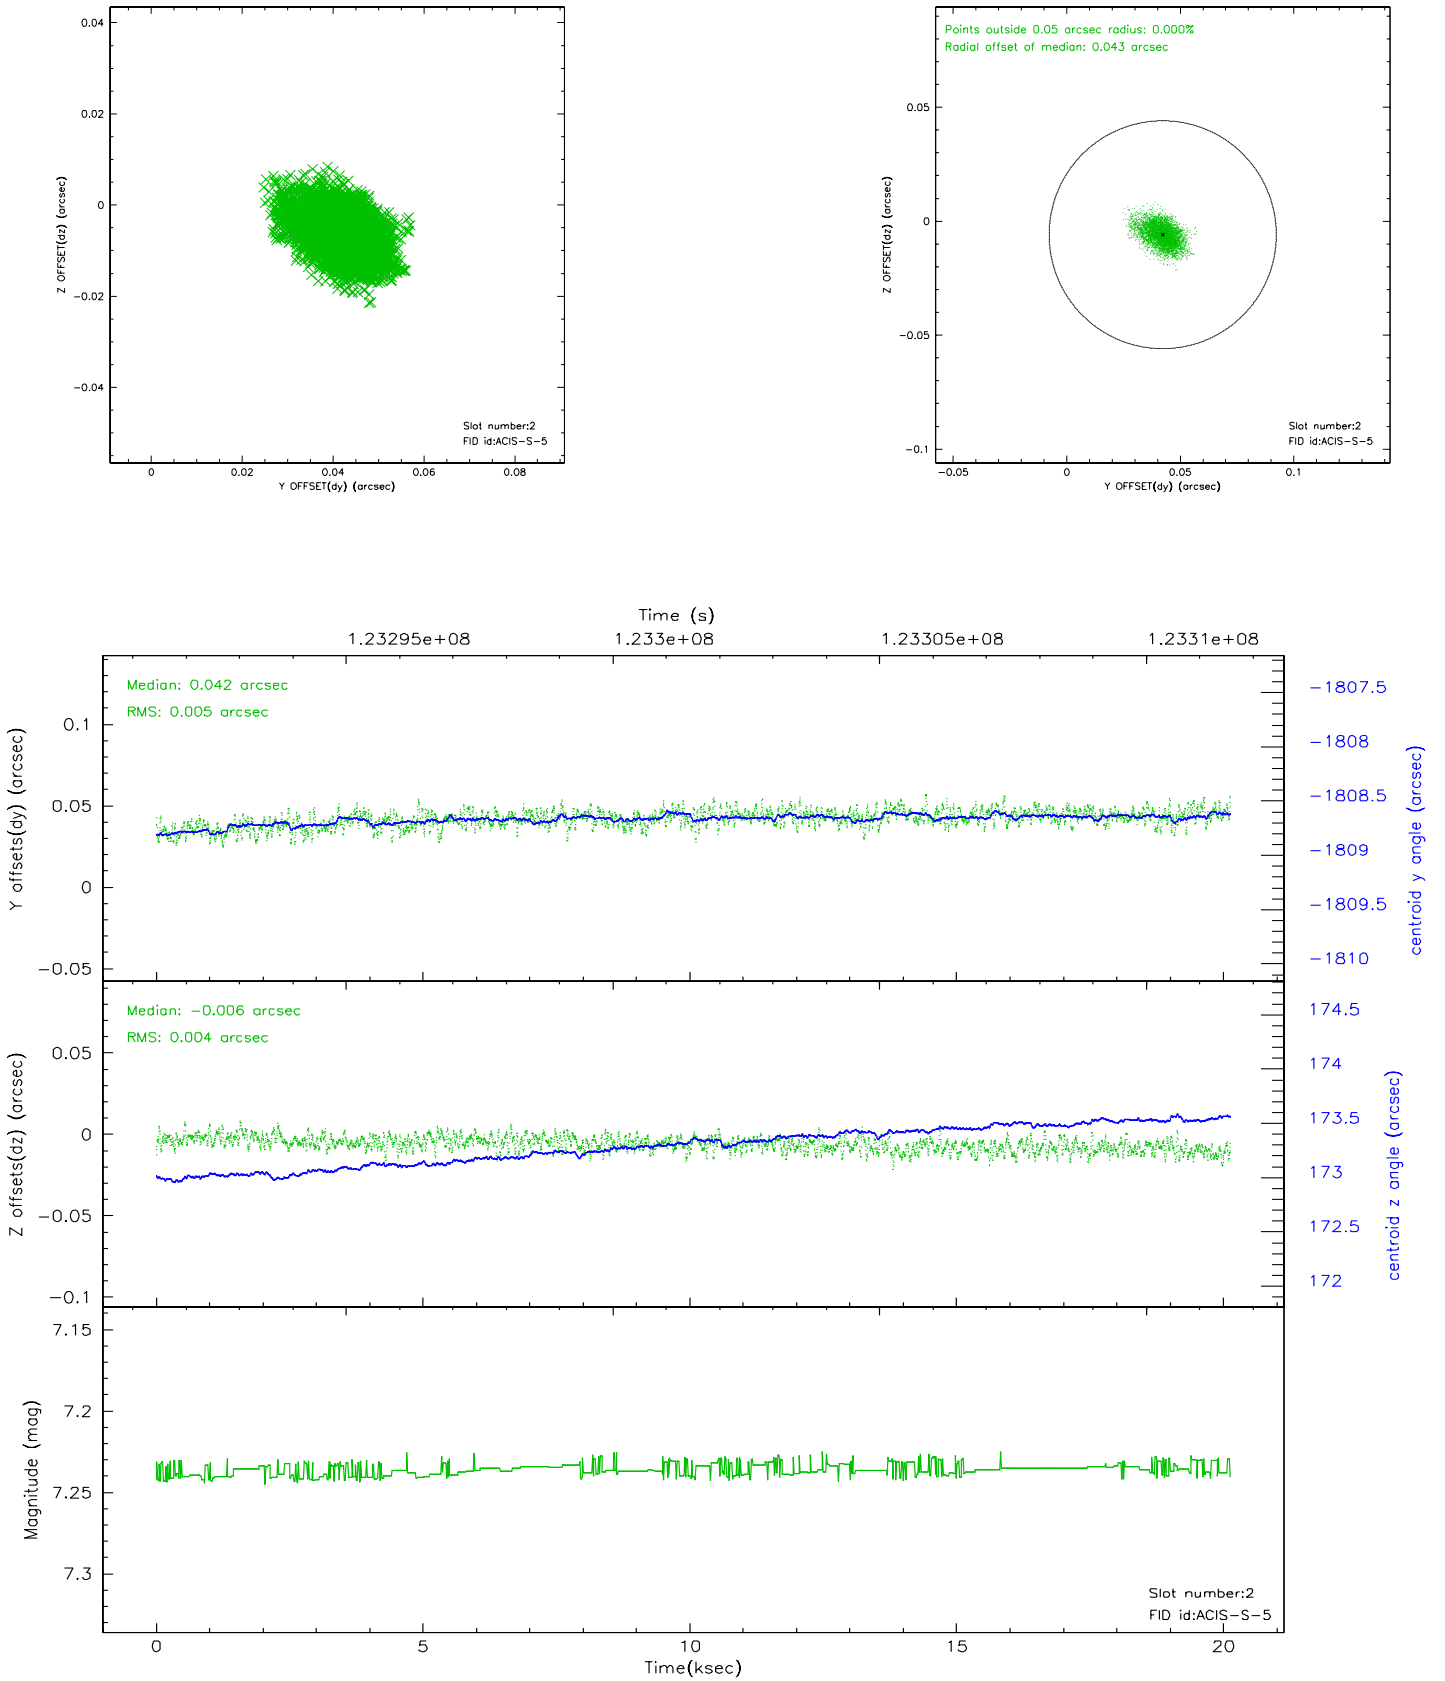 0.04
0.02
0
−0.02
−0.04
Z OFFSET(dz) (arcsec)
Slot number:2
FID id:ACIS−S−5
0 0.02 0.04 0.06 0.08
Y OFFSET(dy) (arcsec)
Points outside 0.05 arcsec radius: 0.000%
Radial offset of median: 0.043 arcsec
0.05
0
−0.05
−0.1
Z OFFSET(dz) (arcsec)
Slot number:2
FID id:ACIS−S−5
−0.05 0 0.05 0.1
Y OFFSET(dy) (arcsec)
Time (s)
1.23295e+08 1.233e+08 1.23305e+08 1.2331e+08
Median: 0.042 arcsec
RMS: 0.005 arcsec
0.1
0.05
0
−0.05
Y offsets(dy) (arcsec)
−1807.5
−1808
−1808.5
−1809
−1809.5
−1810
centroid y angle (arcsec)
Median: −0.006 arcsec
RMS: 0.004 arcsec
0.05
0
−0.05
−0.1
Z offsets(dz) (arcsec)
174.5
174
173.5
173
172.5
172
centroid z angle (arcsec)
7.15
7.2
7.25
7.3
Magnitude (mag)
Slot number:2
FID id:ACIS−S−5
0 5 10 15 20
Time(ksec)